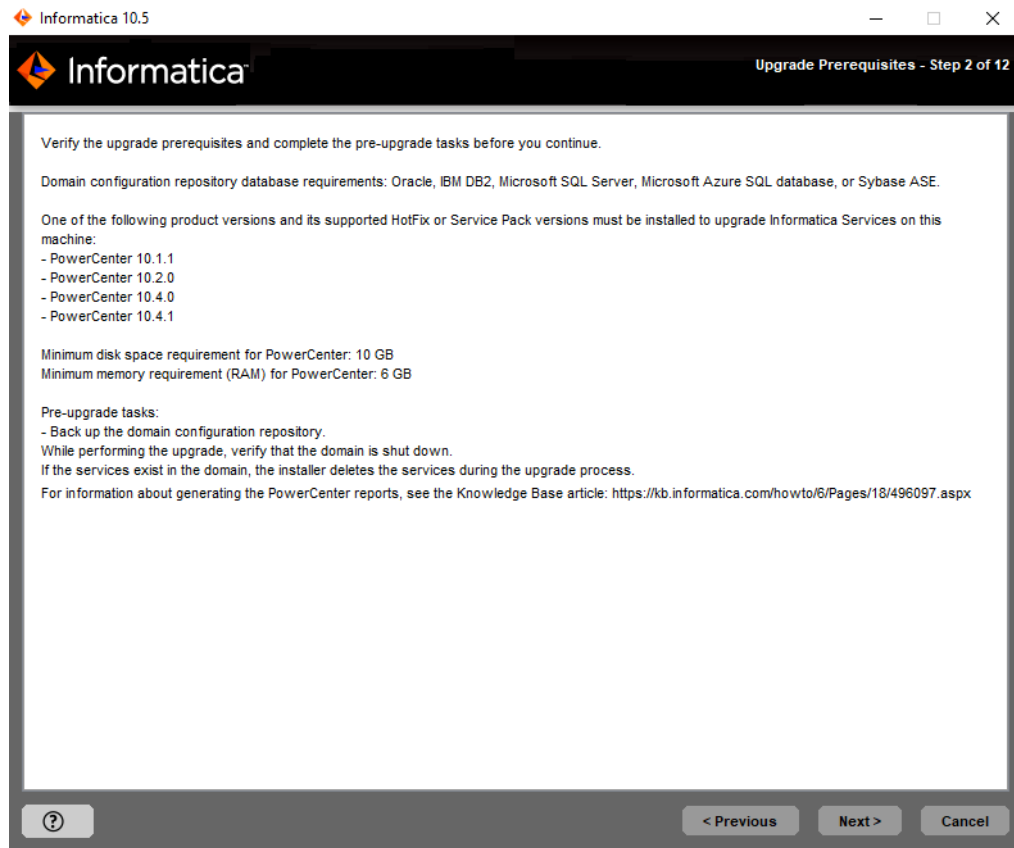 Informatica 10.5
Informatica
Upgrade Prerequisites - Step 2 of 12
Verify the upgrade prerequisites and complete the pre-upgrade tasks before you continue.
Domain configuration repository database requirements: Oracle, IBM DB2, Microsoft SQL Server, Microsoft Azure SQL database, or Sybase ASE.
One of the following product versions and its supported HotFix or Service Pack versions must be installed to upgrade Informatica Services on this
machine:
- PowerCenter 10.1.1
- PowerCenter 10.2.0
- PowerCenter 10.4.0
- PowerCenter 10.4.1
Minimum disk space requirement for PowerCenter: 10 GB
Minimum memory requirement (RAM) for PowerCenter: 6 GB
Pre-upgrade tasks:
- Back up the domain configuration repository.
While performing the upgrade, verify that the domain is shut down.
If the services exist in the domain, the installer deletes the services during the upgrade process.
For information about generating the PowerCenter reports, see the Knowledge Base article: https://kb.informatica.com/howto/6/Pages/18/496097.aspx
?
< Previous
Next >
Cancel